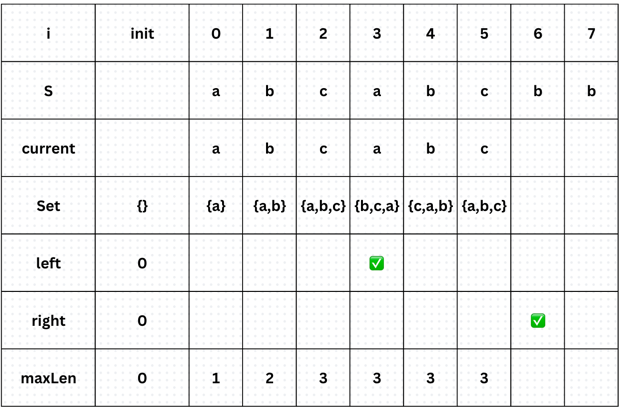 i init 0 1 2 3 4 5 6 7
S a b c a b c b b
current a b c a b c
Set {} {a} {a,b} {a,b,c} {b,c,a} {c,a,b} {a,b,c}
left 0 ✅
right 0 ✅
maxLen 0 1 2 3 3 3 3